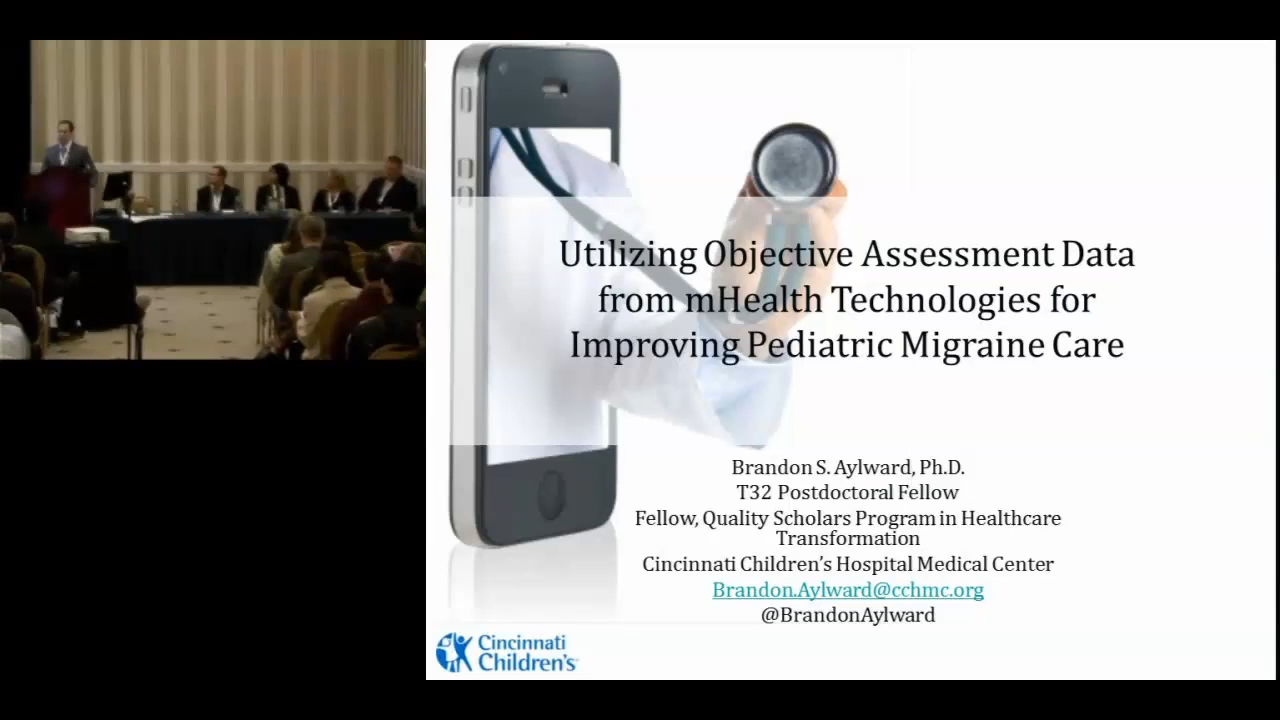 Utilizing Objective Assessment Data
from mHealth Technologies for
Improving Pediatric Migraine Care
Brandon S. Aylward, Ph.D.
T32 Postdoctoral Fellow
Fellow, Quality Scholars Program in Healthcare
Transformation
Cincinnati Children's Hospital Medical Center
Brandon.Aylward@cchmc.org
@BrandonAylward
Cincinnati
Children's